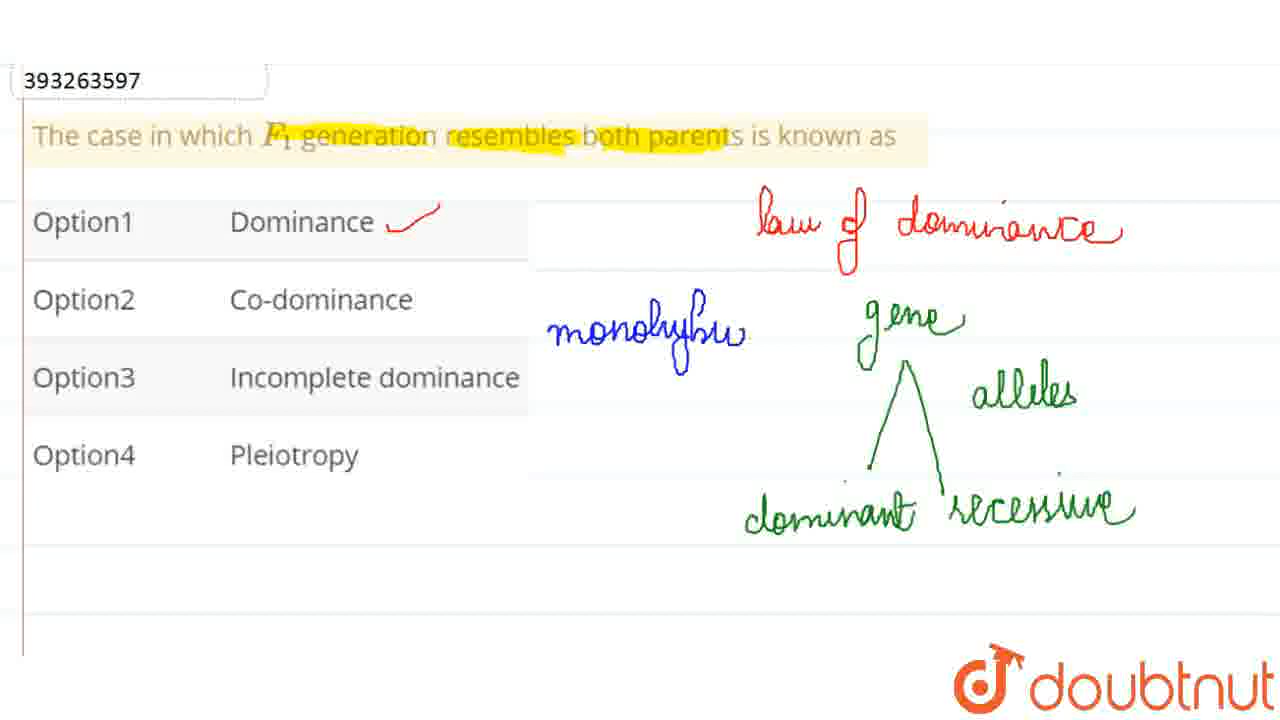 393263597
The case in which F₁ generation resembles both parents is known as
Option1 Dominance
Option2 Co-dominance
Option3 Incomplete dominance
Option4 Pleiotropy
law of dominance
monohybri
gene
alleles
dominant recessive
doubtnut